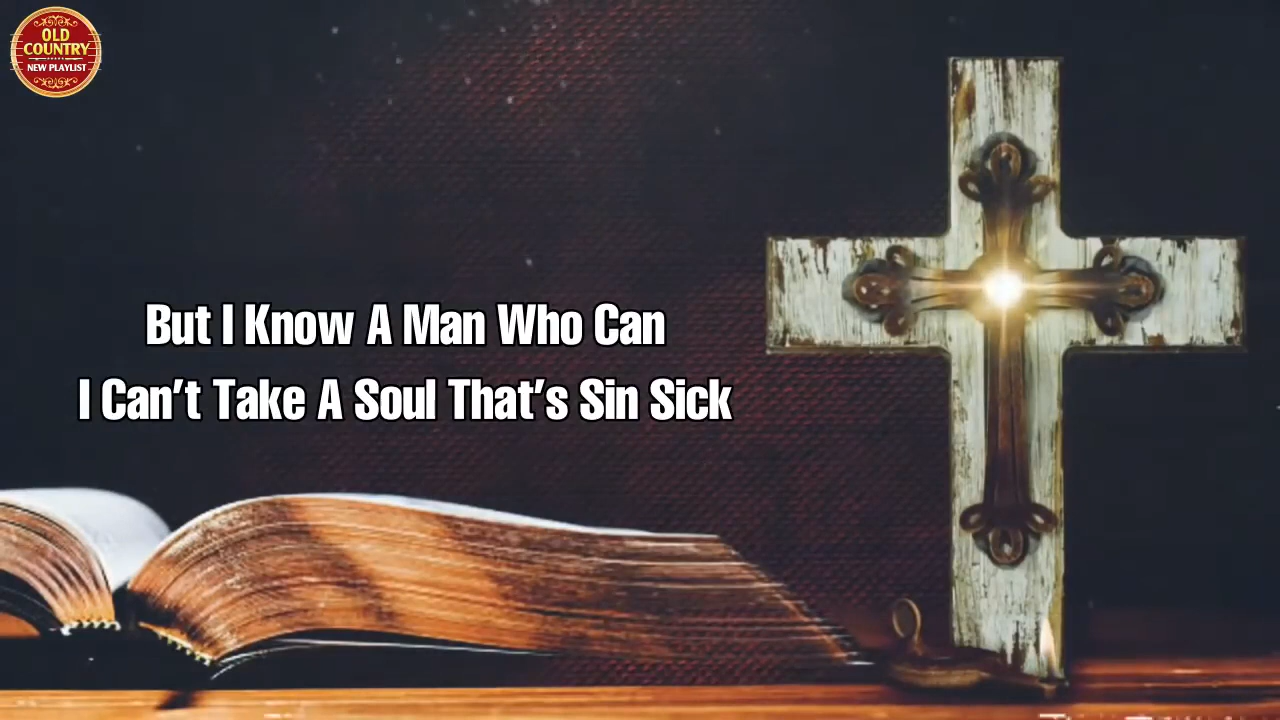 OLD
COUNTRY
NEW PLAYLIST
But I Know A Man Who Can
I Can't Take A Soul That's Sin Sick